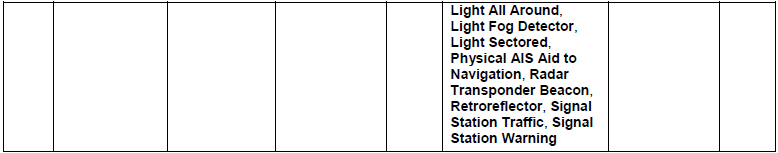 Light All Around,
Light Fog Detector,
Light Sectored,
Physical AIS Aid to
Navigation, Radar
Transponder Beacon,
Retroreflector, Signal
Station Traffic, Signal
Station Warning